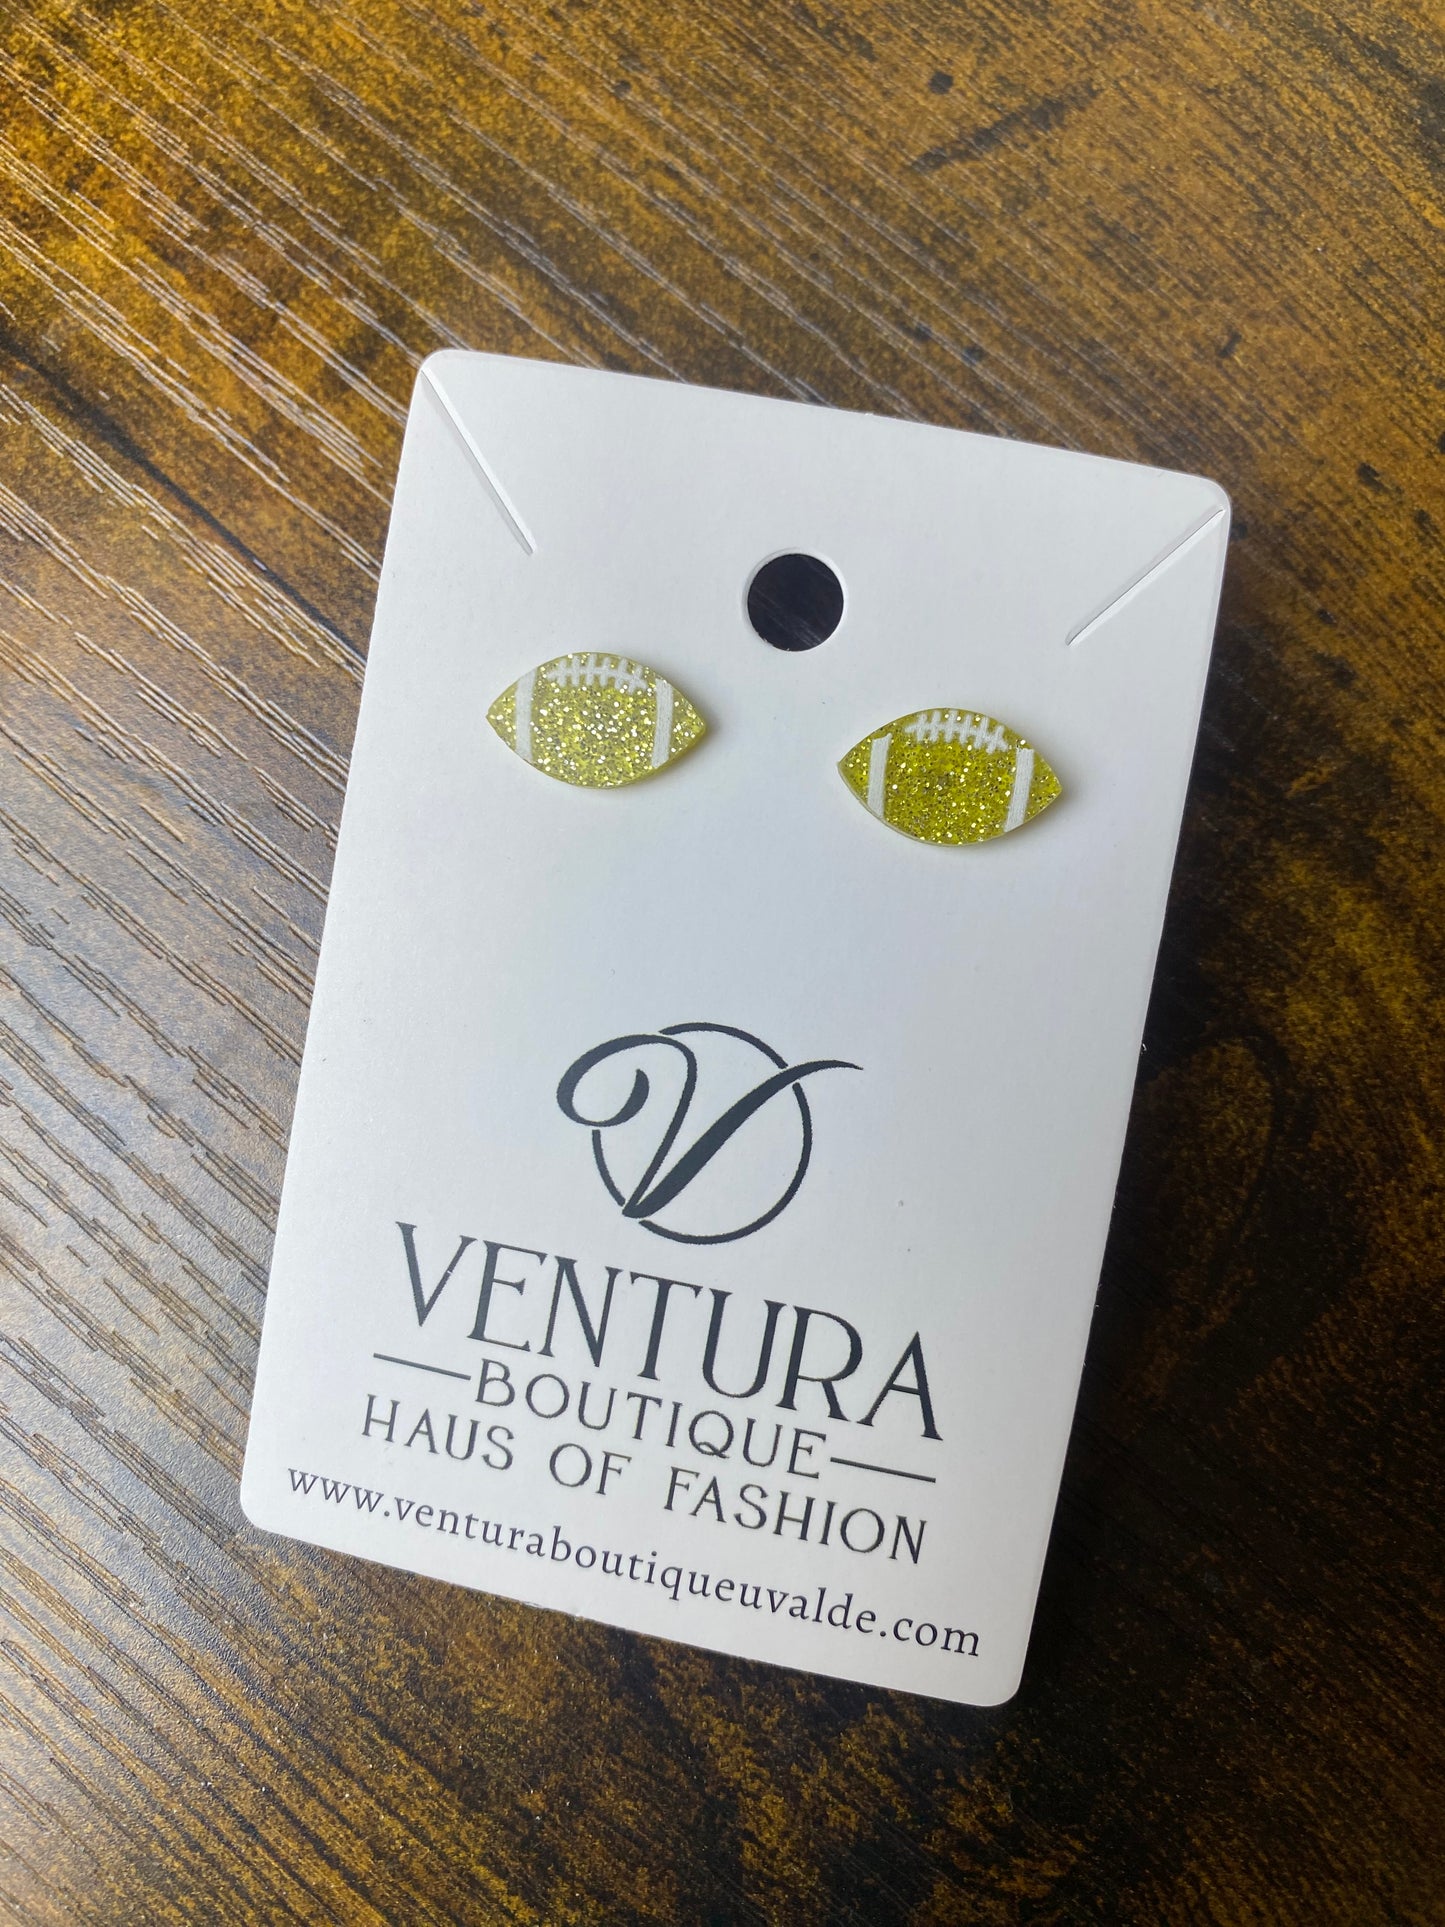 V
VENTURA
BOUTIQUE
HAUS OF FASHION
www.venturaboutiqueuvalde.com